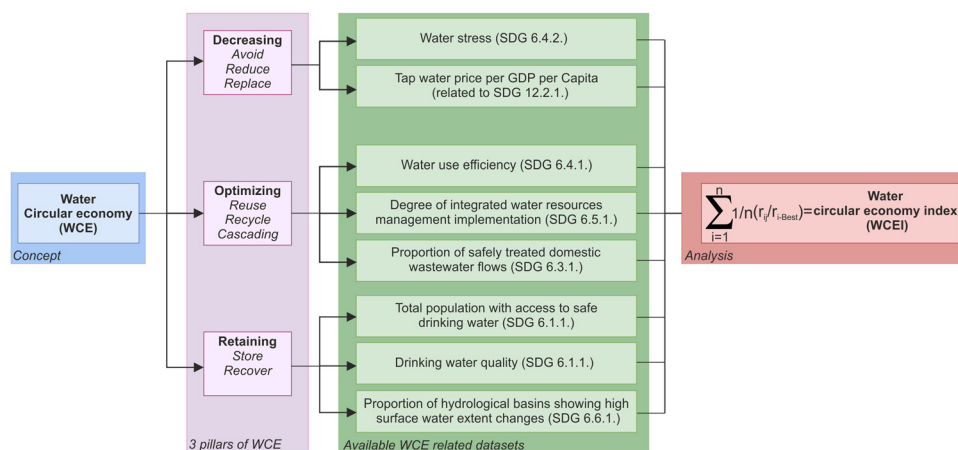 Water
Circular economy
(WCE)
Concept
Decreasing
Avoid
Reduce
Replace
Optimizing
Reuse
Recycle
Cascading
Retaining
Store
Recover
3 pillars of WCE
Water stress (SDG 6.4.2.)
Tap water price per GDP per Capita
(related to SDG 12.2.1.)
Water use efficiency (SDG 6.4.1.)
Degree of integrated water resources
management implementation (SDG 6.5.1.)
Proportion of safely treated domestic
wastewater flows (SDG 6.3.1.)
Total population with access to safe
drinking water (SDG 6.1.1.)
Drinking water quality (SDG 6.1.1.)
Proportion of hydrological basins showing high
surface water extent changes (SDG 6.6.1.)
Available WCE related datasets
n
∑ 1/n(rij/ri-Best)=
i=1
Water
circular economy index
(WCEI)
Analysis